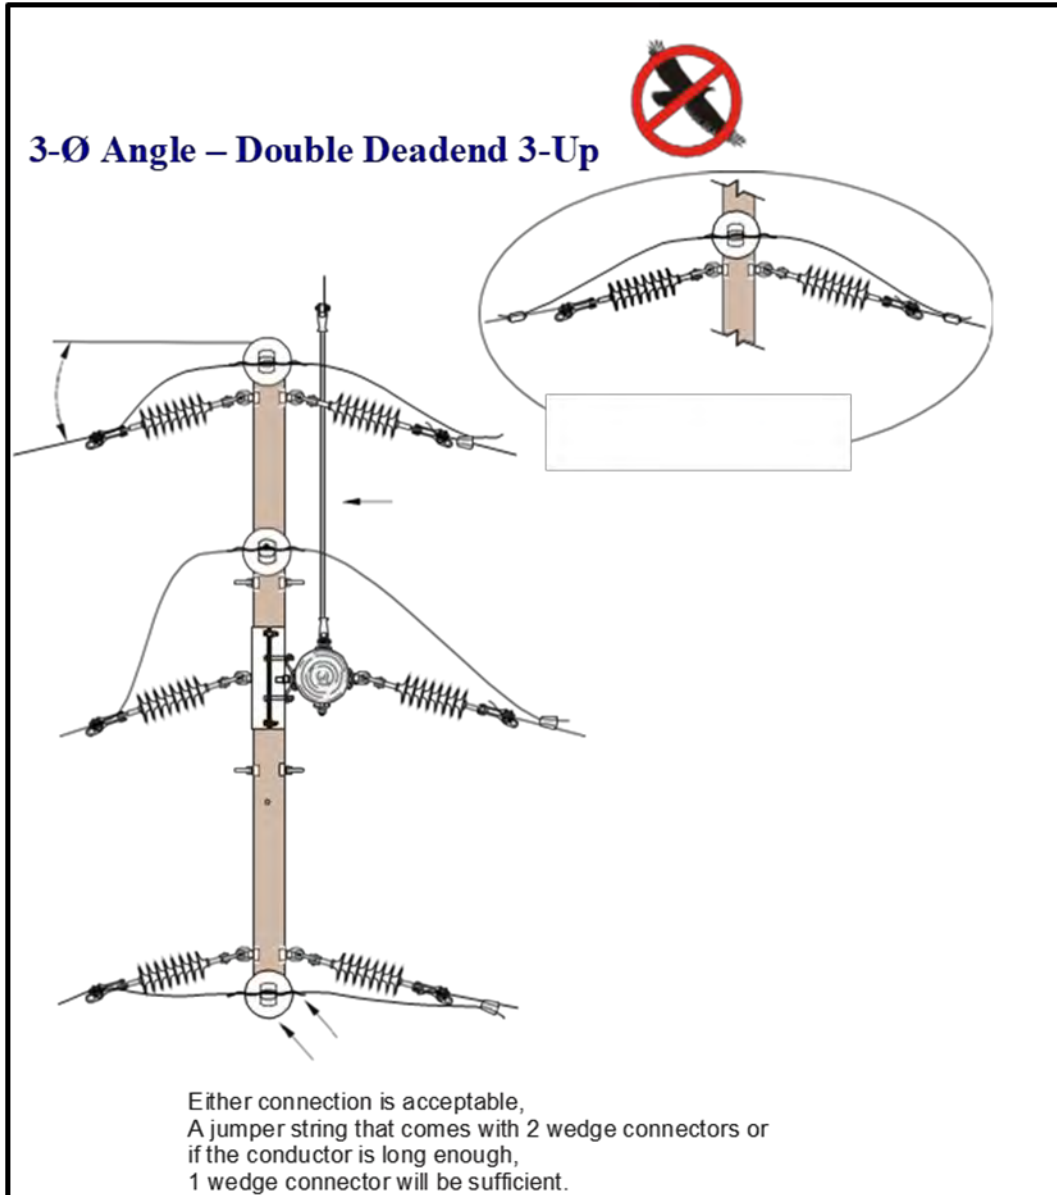 3-Ø Angle – Double Deadend 3-Up
Either connection is acceptable,
A jumper string that comes with 2 wedge connectors or
if the conductor is long enough,
1 wedge connector will be sufficient.